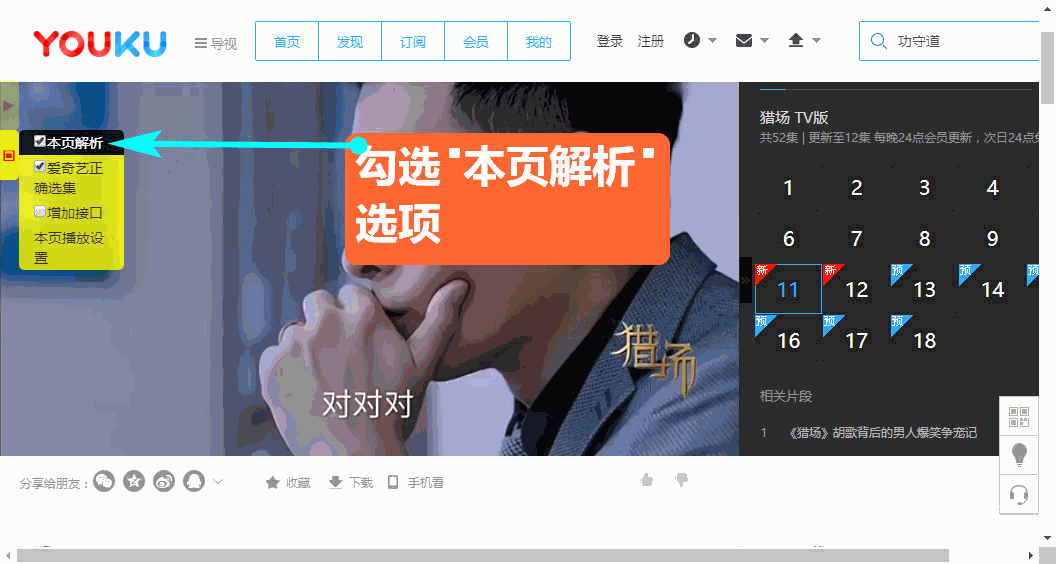 YOUKU 导视 首页 发现 订阅 会员 我的 登录 注册 功守道
本页解析
爱奇艺正
确选集
增加接口
本页播放设
置
勾选"本页解析"
选项
猎场
对对对
猎场 TV版
共52集 | 更新至12集 每晚24点会员更新，次日24点
1 2 3 4
6 7 8 9
新 新 预 预 预
11 12 13 14
预 预 预
16 17 18
相关片段
1 《猎场》胡歌背后的男人爆笑争宠记
分享给朋友： 收藏 下载 手机看